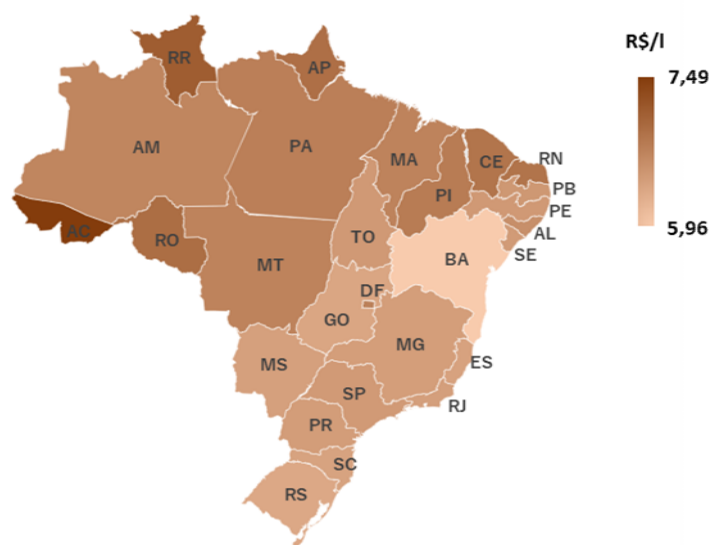 RR
AP
R$/l
7,49
AM
PA
MA
CE
RN
PI
PB
PE
AC
RO
TO
AL
5,96
MT
BA
SE
DF
GO
MG
MS
ES
SP
RJ
PR
SC
RS